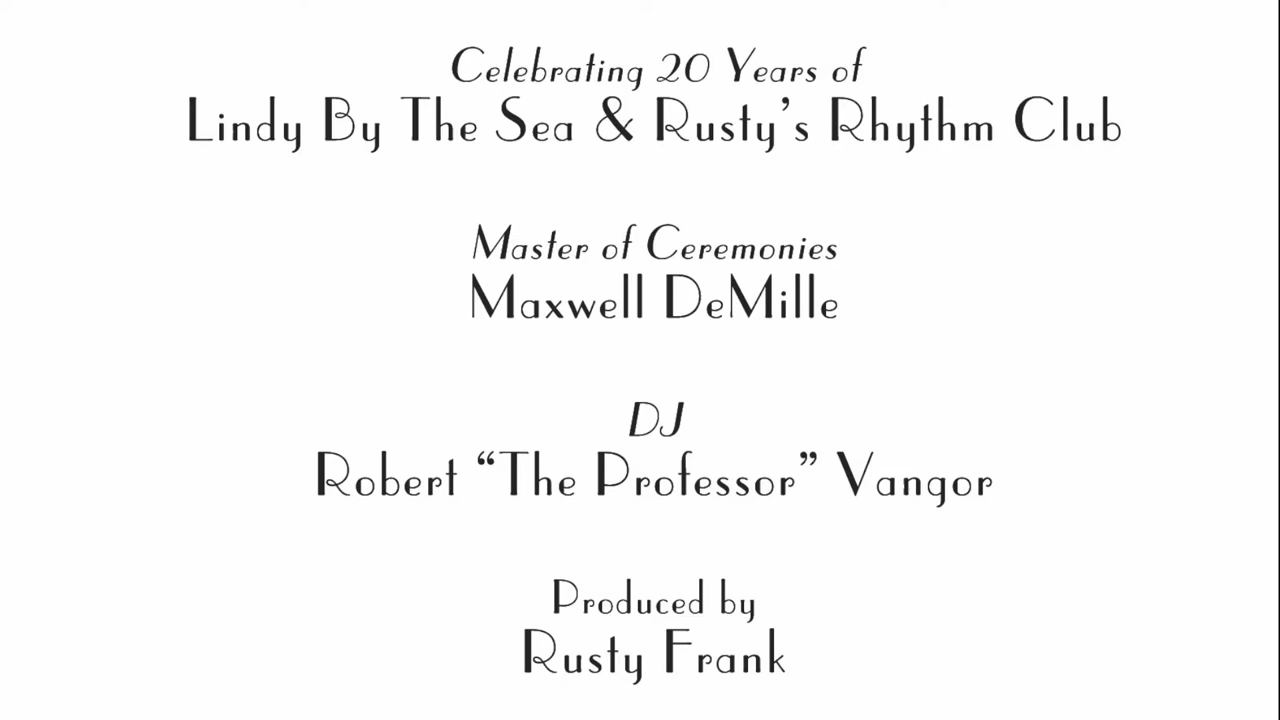 Celebrating 20 Years of
Lindy By The Sea & Rusty’s Rhythm Club
Master of Ceremonies
Maxwell DeMille
DJ
Robert “The Professor” Vangor
Produced by
Rusty Frank